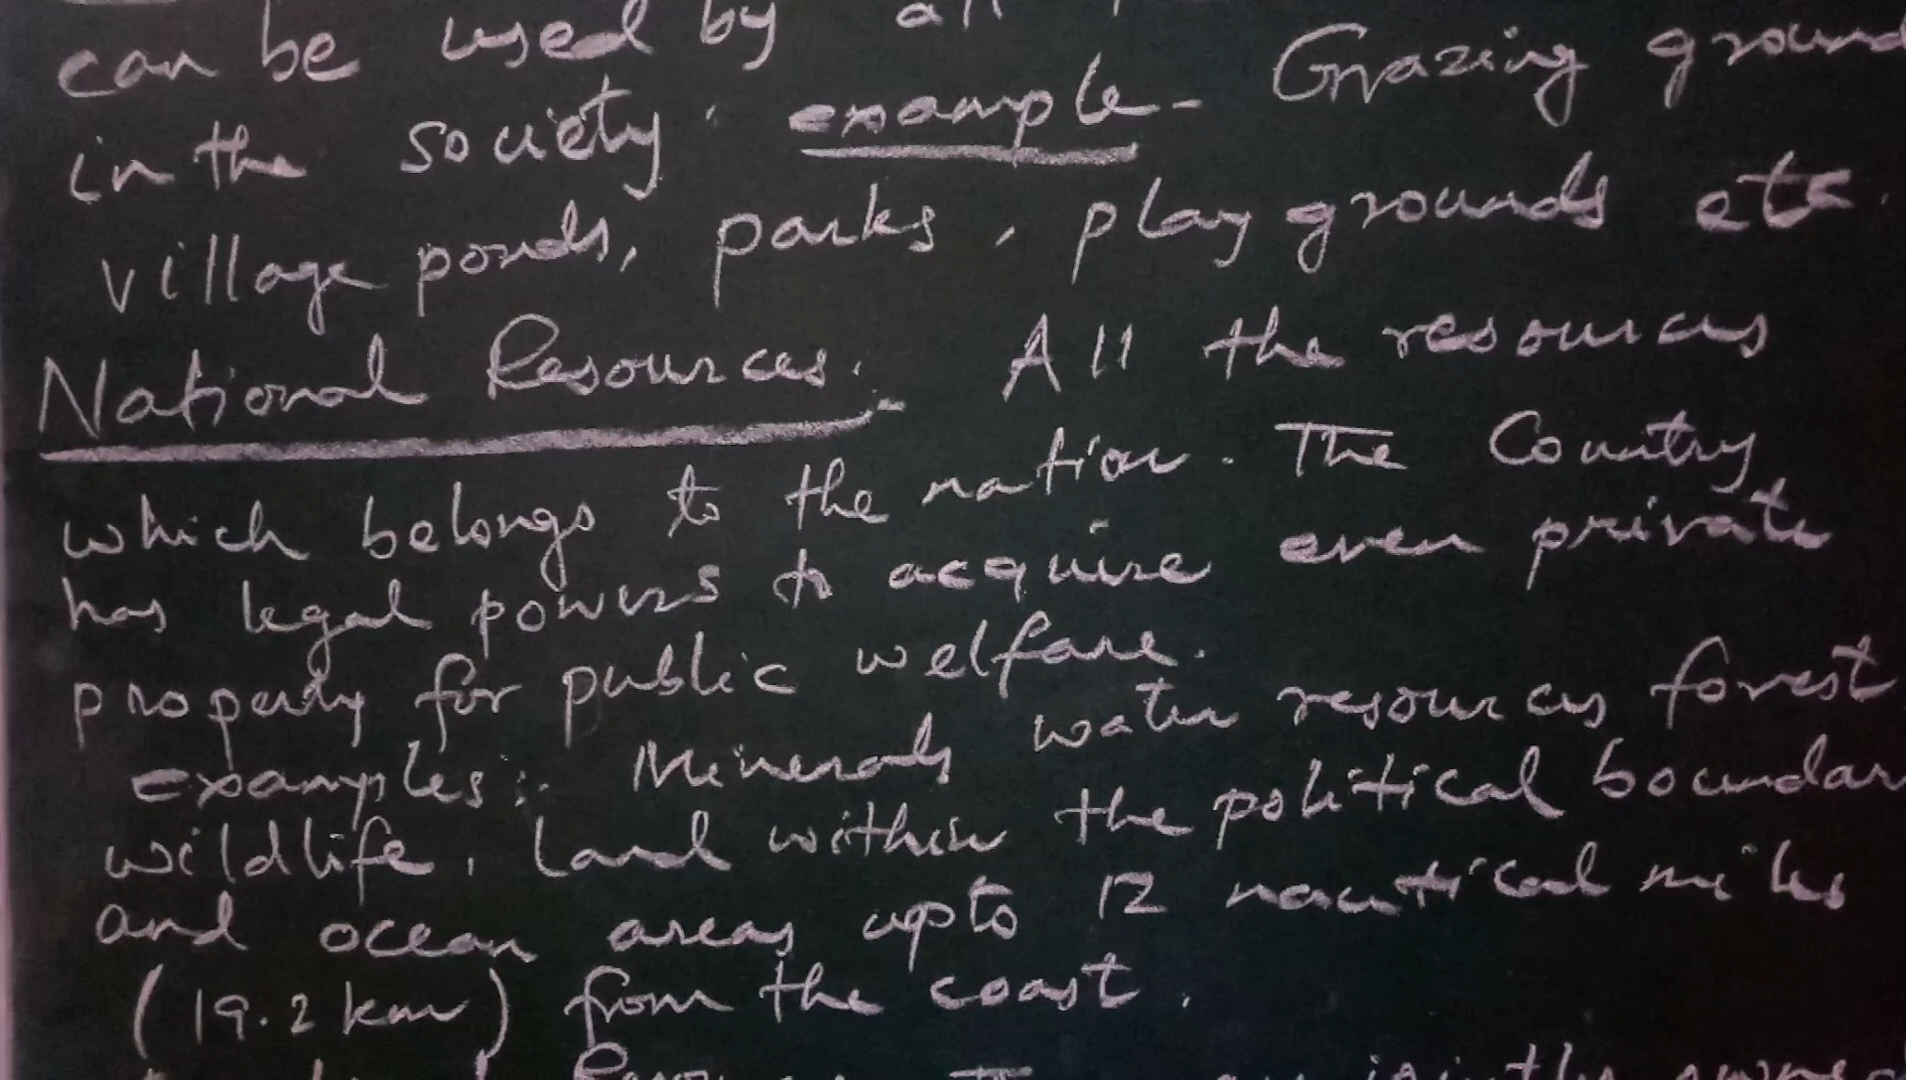 can be used by all
in the society. example - Grazing ground
village ponds, parks, play grounds etc.
National Resources:- All the resources
which belongs to the nation. The Country
has legal powers to acquire even private
property for public welfare.
examples:- Minerals water resources forest
wildlife, land within the political boundar
and ocean areas upto 12 nautical miles
(19.2 km) from the coast.